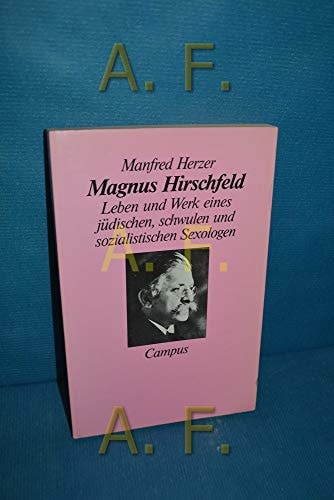 A. F.
Manfred Herzer
Magnus Hirschfeld
Leben und Werk eines
jüdischen, schwulen und
sozialistischen Sexologen
A. F.
Campus
A. F.